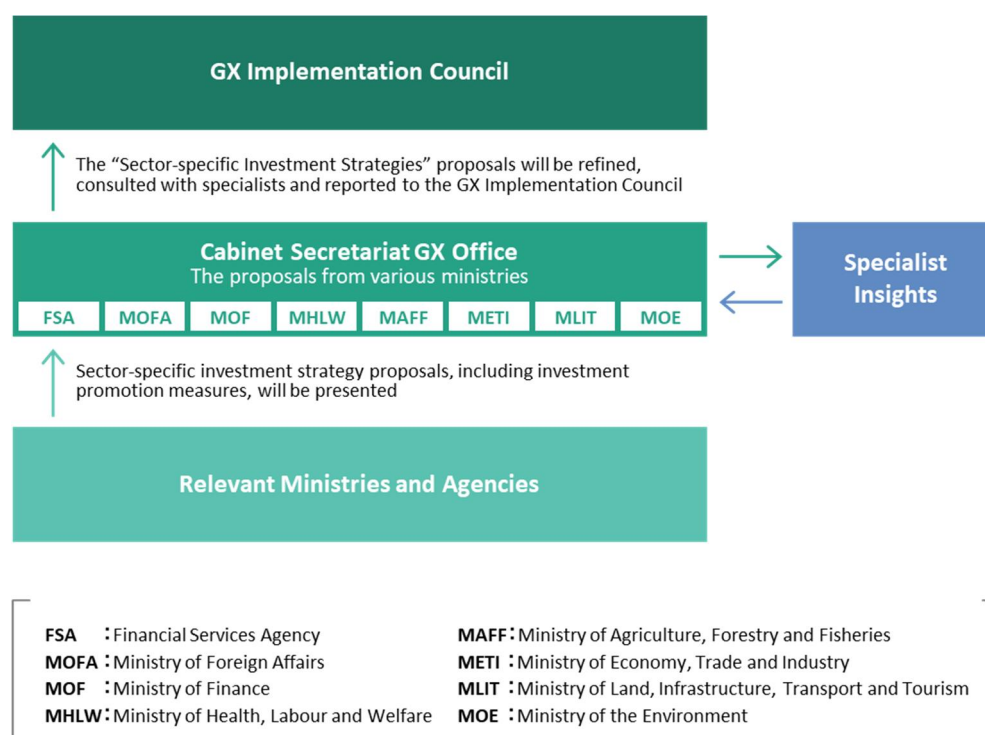 GX Implementation Council
The “Sector-specific Investment Strategies” proposals will be refined,
consulted with specialists and reported to the GX Implementation Council
Cabinet Secretariat GX Office
The proposals from various ministries
FSA MOFA MOF MHLW MAFF METI MLIT MOE
Specialist
Insights
Sector-specific investment strategy proposals, including investment
promotion measures, will be presented
Relevant Ministries and Agencies
FSA : Financial Services Agency
MOFA : Ministry of Foreign Affairs
MOF : Ministry of Finance
MHLW : Ministry of Health, Labour and Welfare
MAFF : Ministry of Agriculture, Forestry and Fisheries
METI : Ministry of Economy, Trade and Industry
MLIT : Ministry of Land, Infrastructure, Transport and Tourism
MOE : Ministry of the Environment